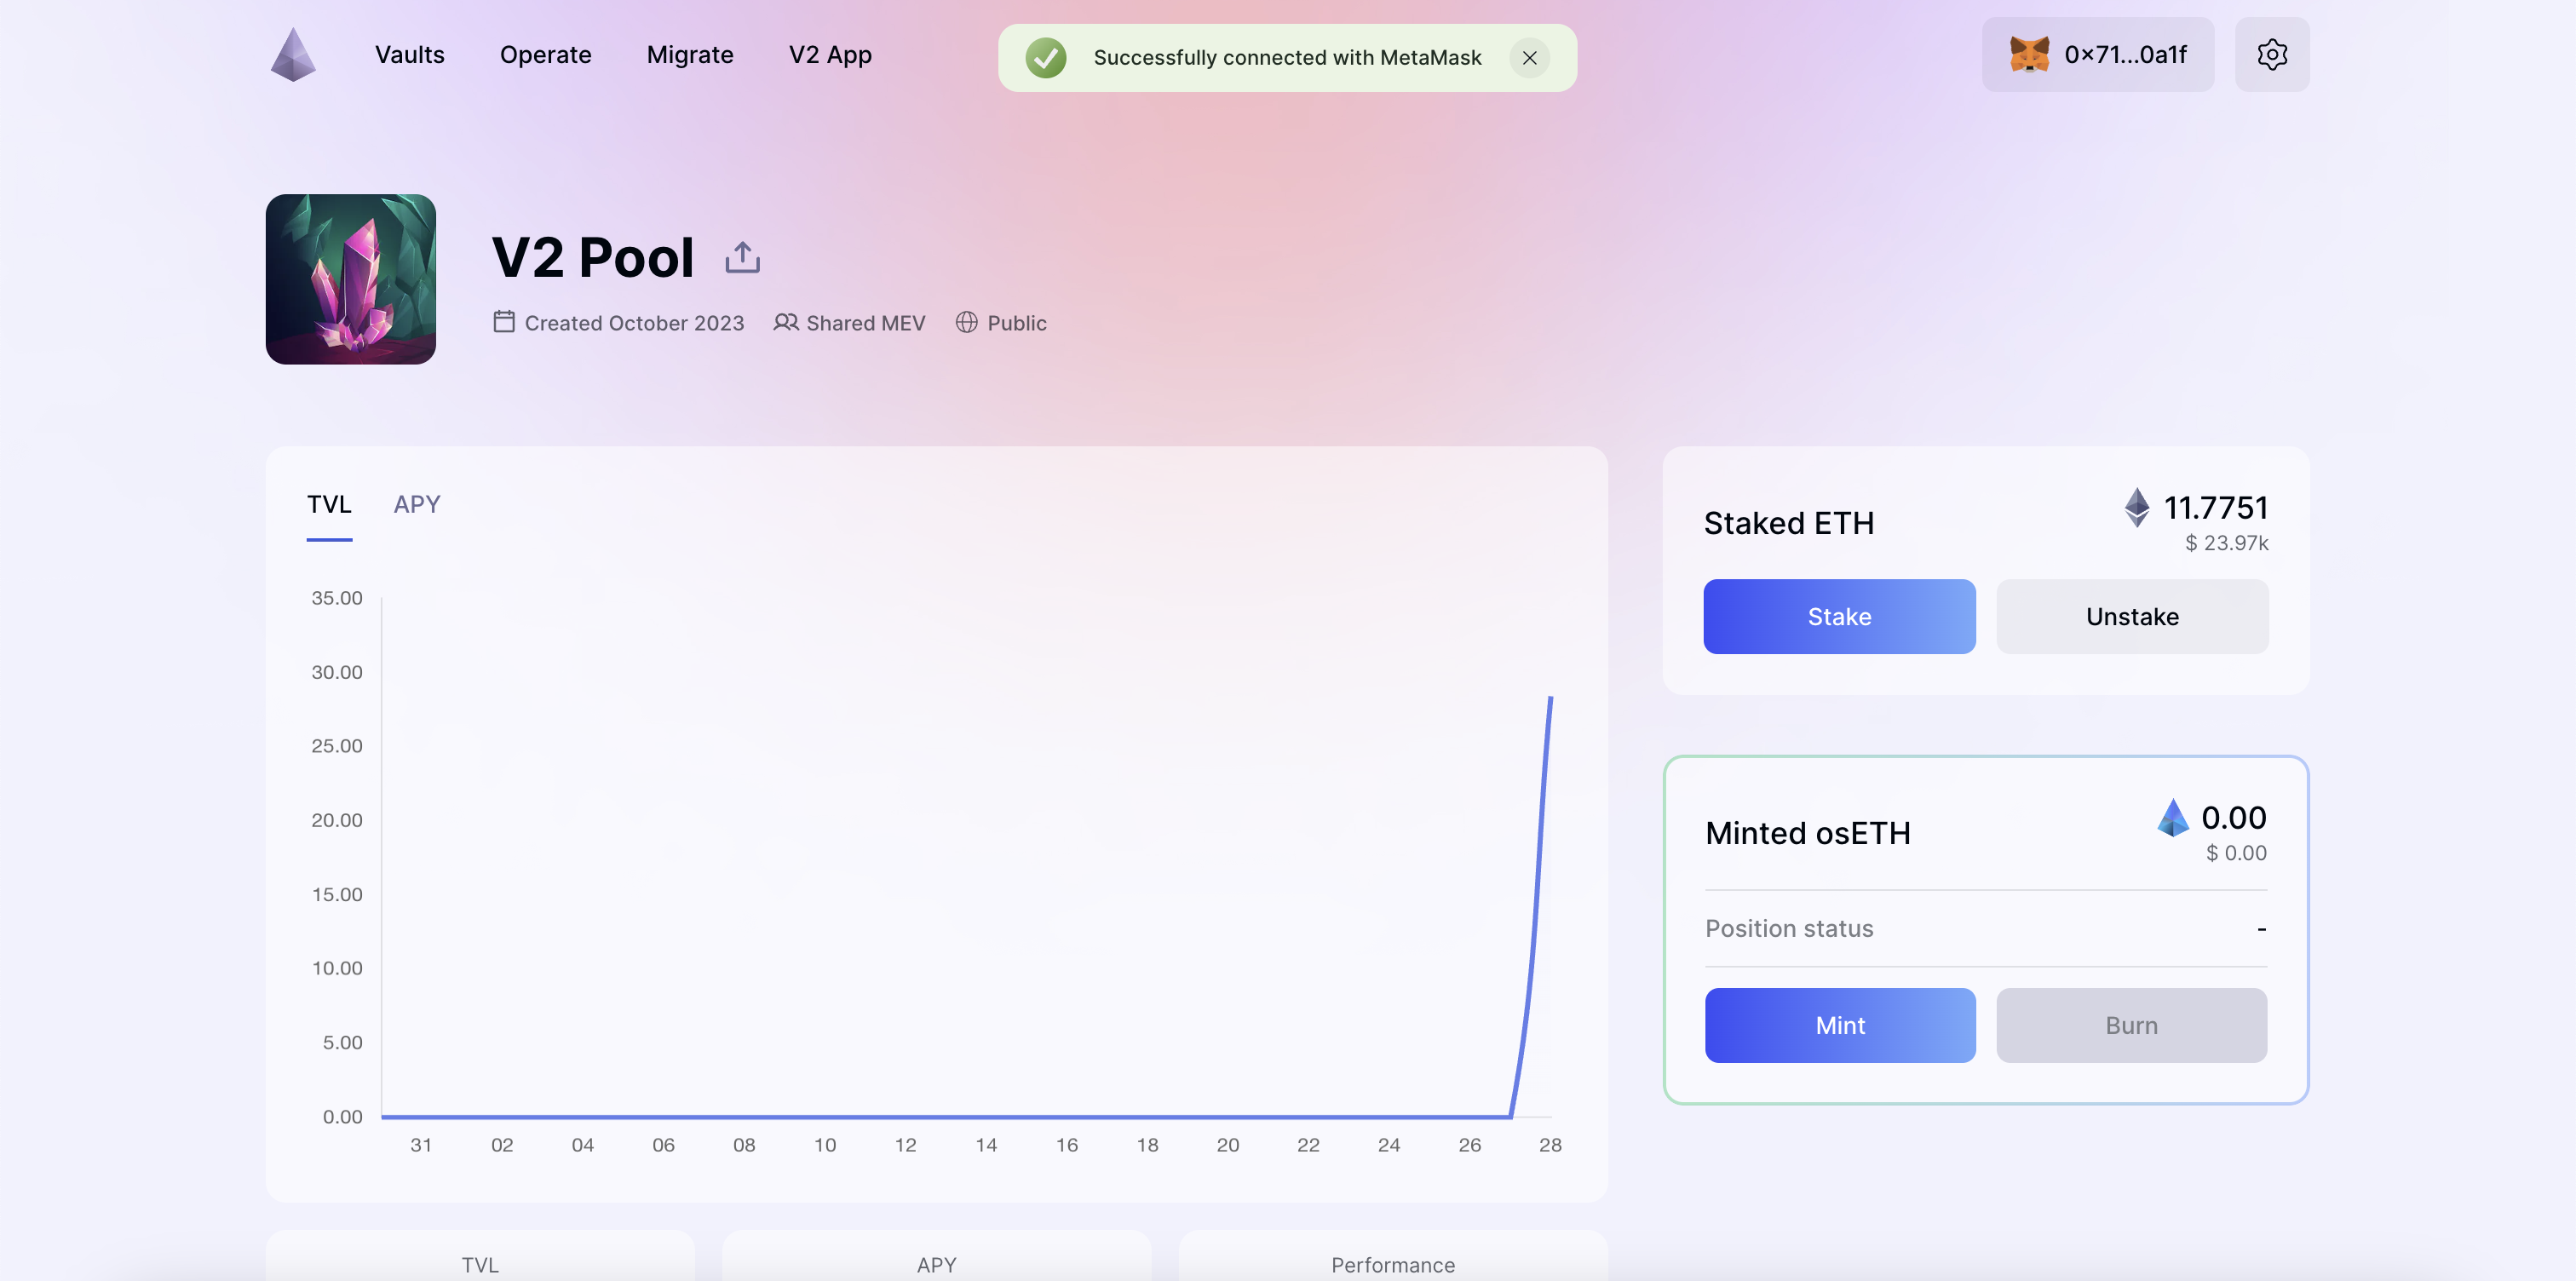 Vaults Operate Migrate V2 App
Successfully connected with MetaMask
0x71...0a1f
V2 Pool
Created October 2023 Shared MEV Public
TVL APY
35.00
30.00
25.00
20.00
15.00
10.00
5.00
0.00
31 02 04 06 08 10 12 14 16 18 20 22 24 26 28
Staked ETH
11.7751
$ 23.97k
Stake Unstake
Minted osETH
0.00
$ 0.00
Position status -
Mint Burn
TVL APY Performance